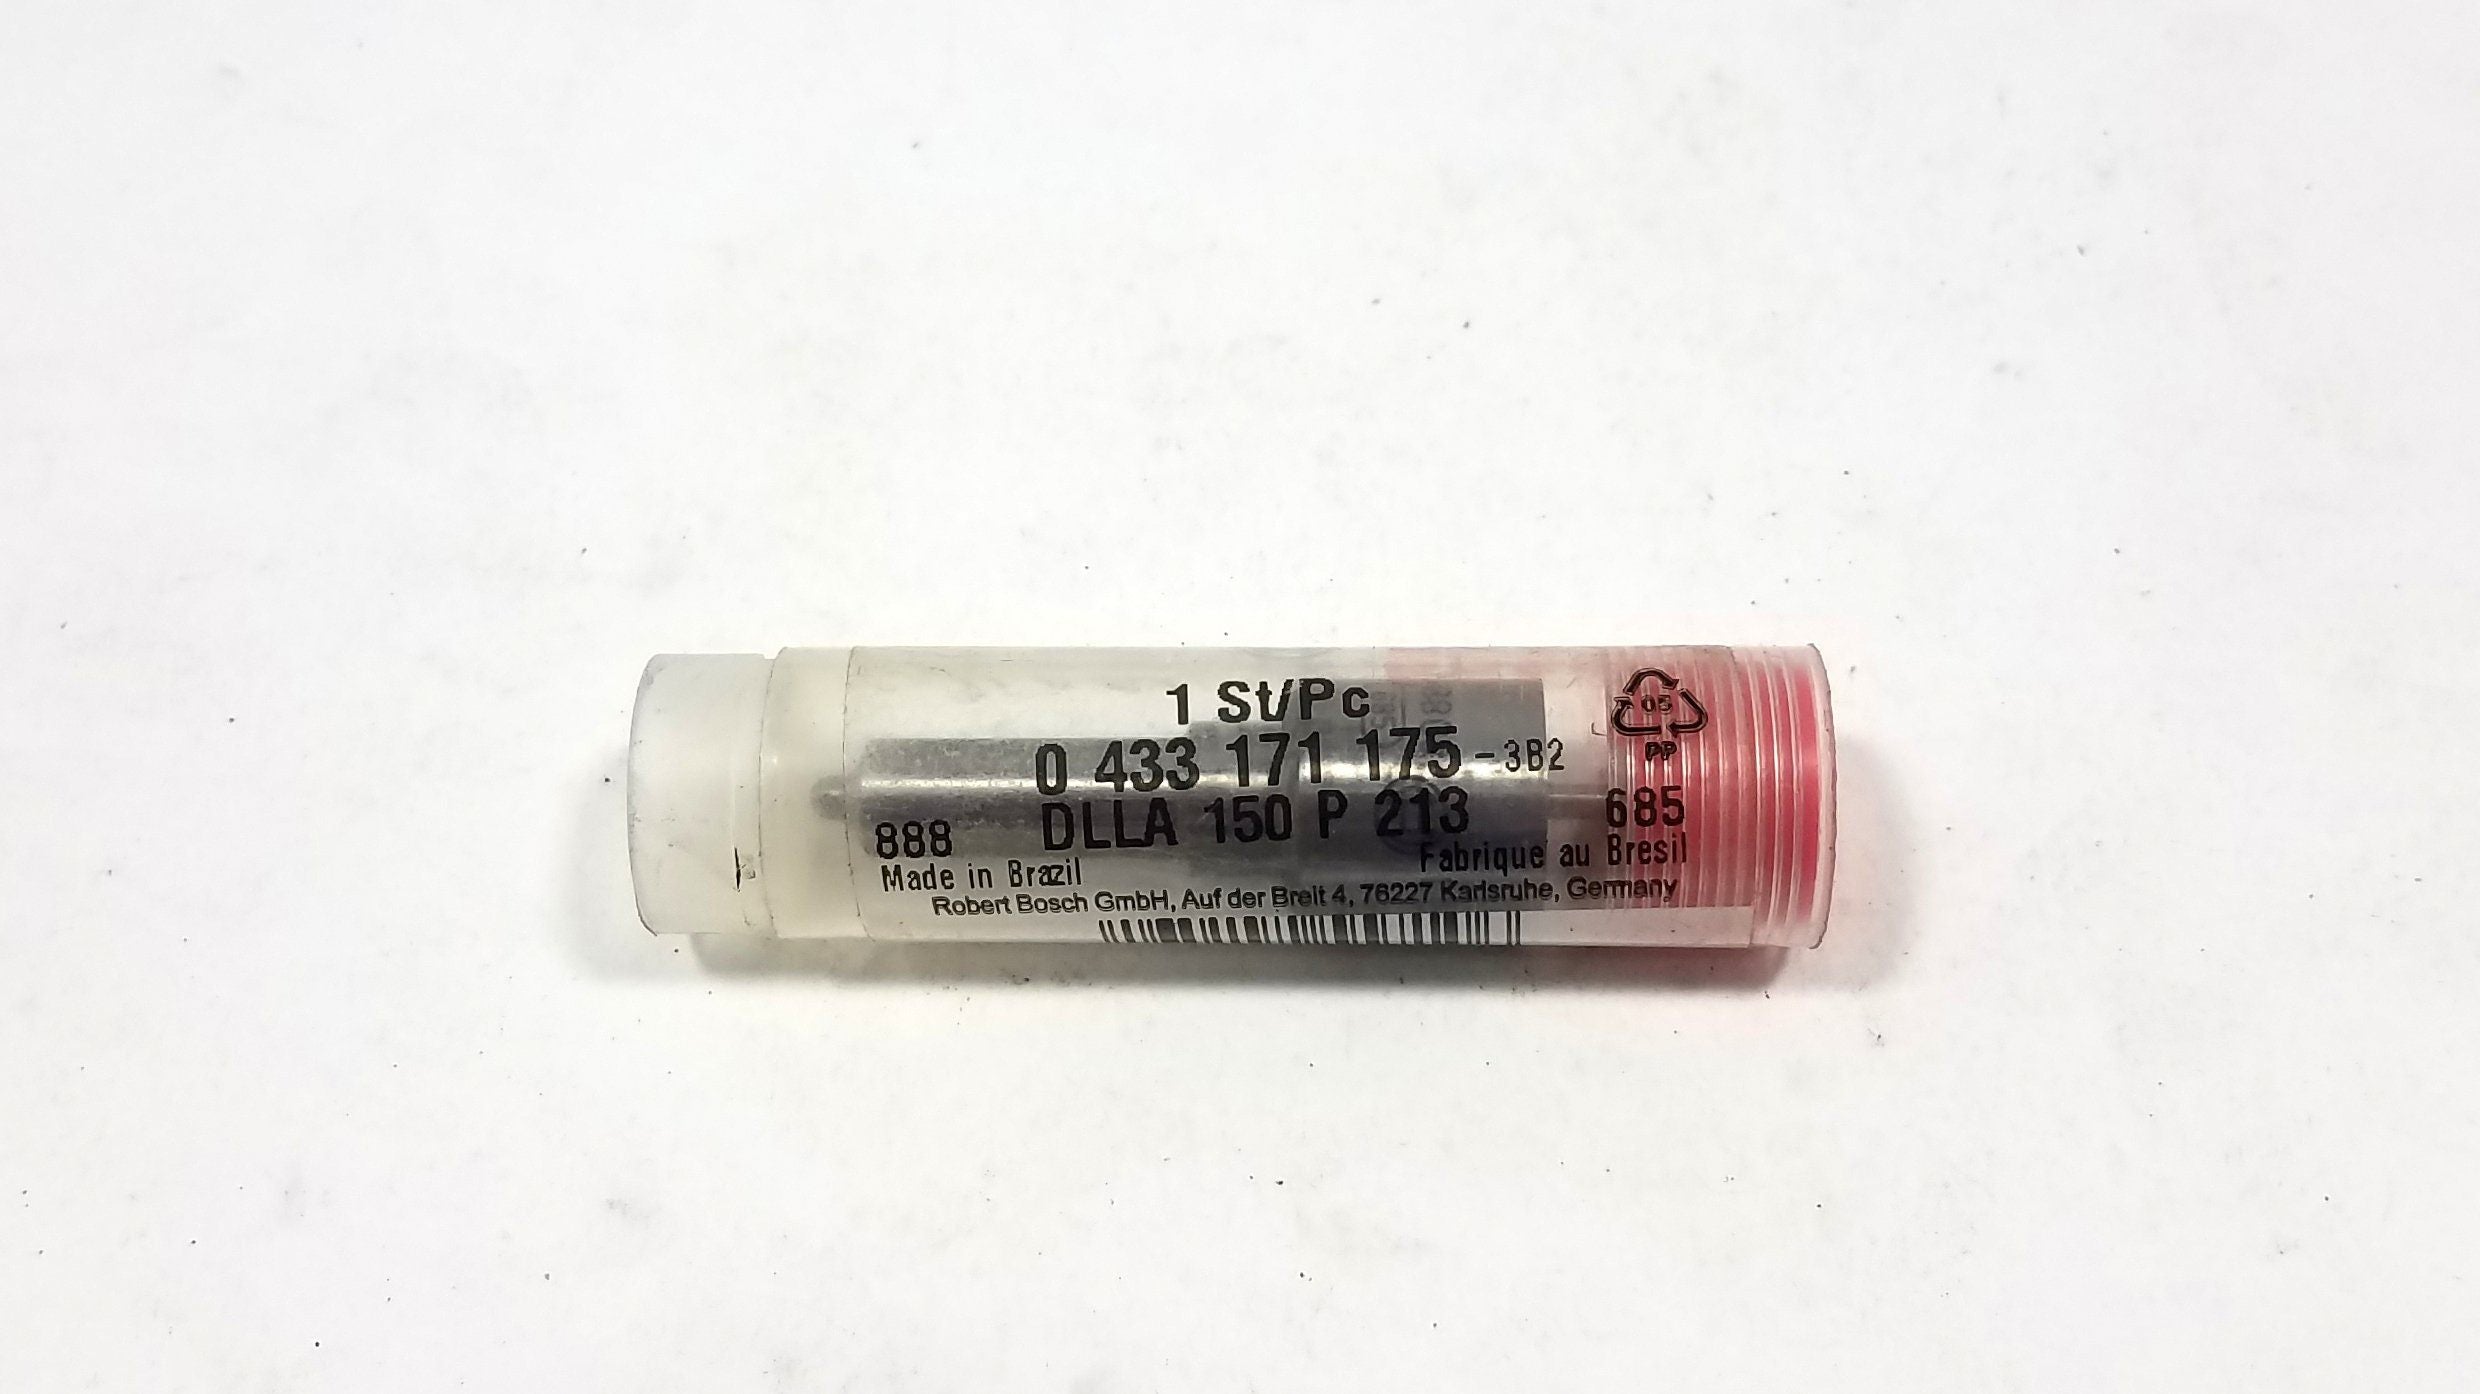 1 St/Pc
05
PP
0 433 171 175-3B2
DLLA 150 P 213
888
685
Made in Brazil
Fabrique au Bresil
Robert Bosch GmbH, Auf der Breit 4, 76227 Karlsruhe, Germany